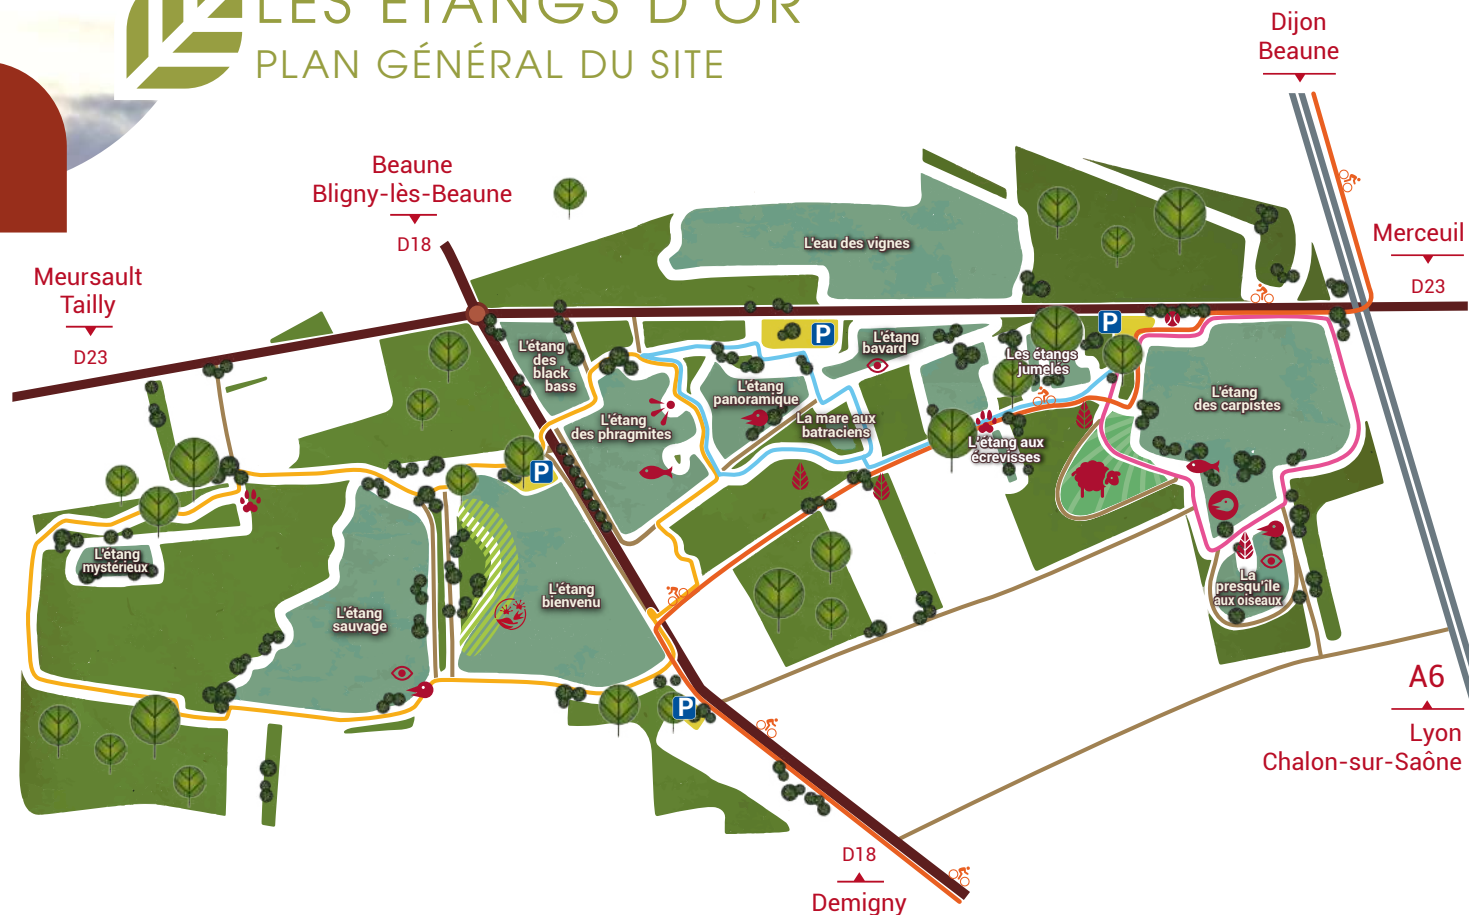 LES ÉTANGS D'OR
PLAN GÉNÉRAL DU SITE
Dijon
Beaune
Beaune
Bligny-lès-Beaune
D18
Merceuil
D23
Meursault
Tailly
D23
L'eau des vignes
L'étang
des
black
bass
L'étang
bavard
P
P
Les étangs
jumelés
L'étang
panoramique
L'étang
des carpistes
L'étang
des phragmites
La mare aux
batraciens
L'étang aux
écrevisses
P
L'étang
mystérieux
L'étang
bienvenu
La
presqu'île
aux oiseaux
L'étang
sauvage
P
A6
Lyon
Chalon-sur-Saône
D18
Demigny